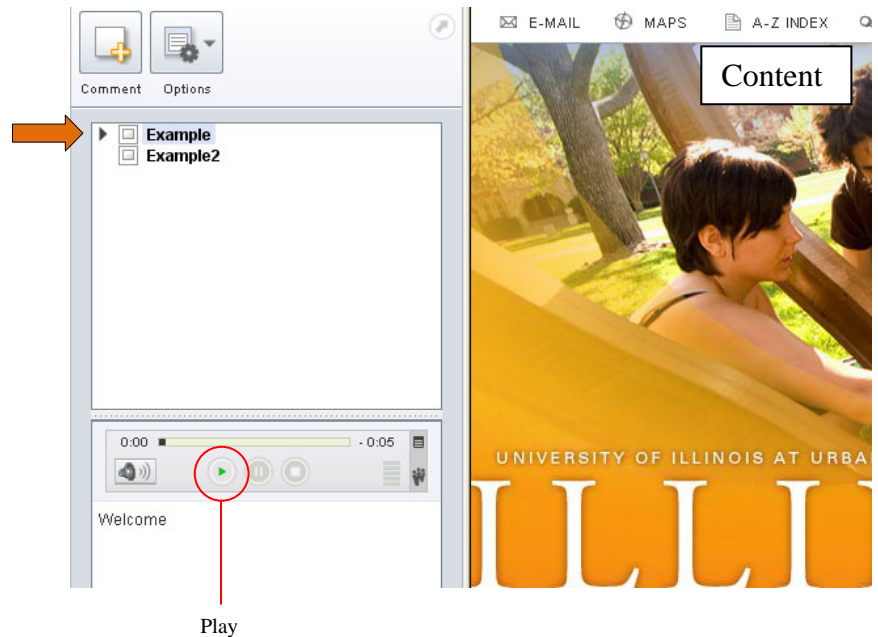 E-MAIL MAPS A-Z INDEX
Content
Comment Options
Example
Example2
0:00 - 0:05
UNIVERSITY OF ILLINOIS AT URBA
ILLI
Welcome
Play